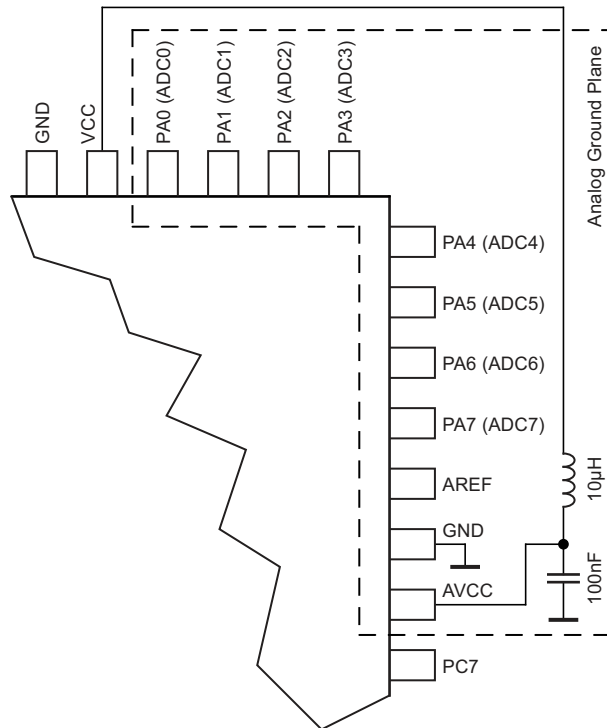 GND
VCC
PA0 (ADC0)
PA1 (ADC1)
PA2 (ADC2)
PA3 (ADC3)
Analog Ground Plane
PA4 (ADC4)
PA5 (ADC5)
PA6 (ADC6)
PA7 (ADC7)
AREF
10μH
GND
AVCC
100nF
PC7